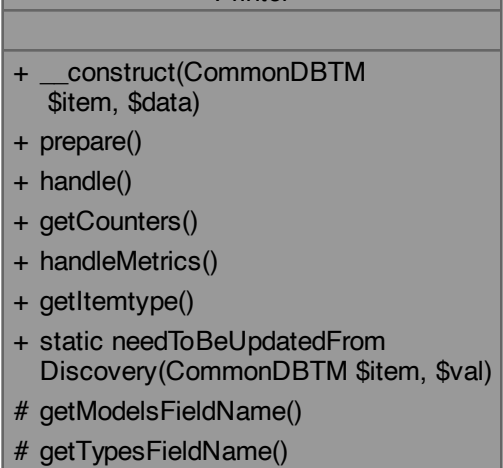 + __construct(CommonDBTM
$item, $data)
+ prepare()
+ handle()
+ getCounters()
+ handleMetrics()
+ getItemtype()
+ static needToBeUpdatedFrom
Discovery(CommonDBTM $item, $val)
# getModelsFieldName()
# getTypesFieldName()